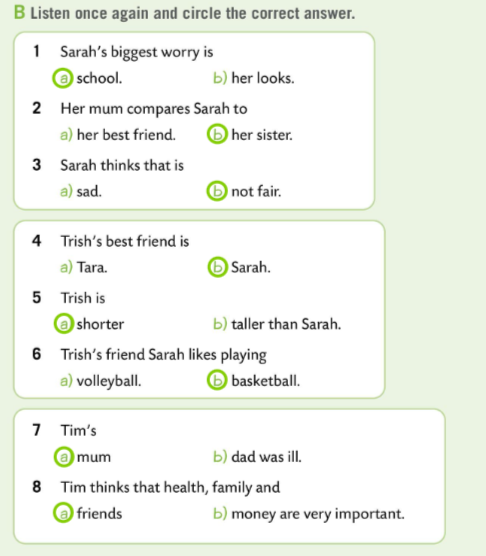 B Listen once again and circle the correct answer.
1 Sarah's biggest worry is
a) school. b) her looks.
2 Her mum compares Sarah to
a) her best friend. b) her sister.
3 Sarah thinks that is
a) sad. b) not fair.
4 Trish's best friend is
a) Tara. b) Sarah.
5 Trish is
a) shorter b) taller than Sarah.
6 Trish's friend Sarah likes playing
a) volleyball. b) basketball.
7 Tim's
a) mum b) dad was ill.
8 Tim thinks that health, family and
a) friends b) money are very important.